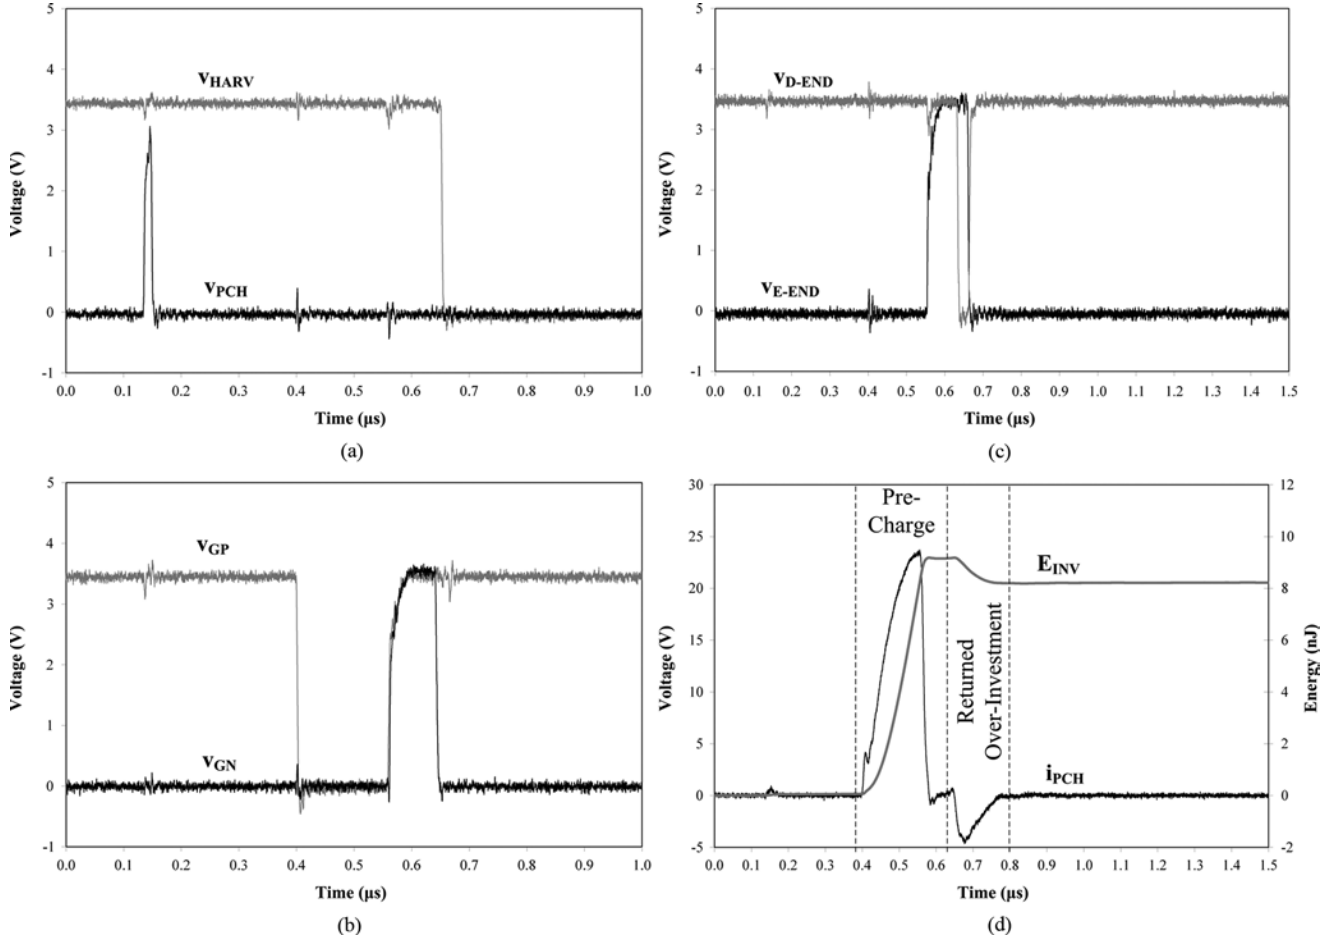 5
4
3
2
1
0
-1
Voltage (V)
vHARV
vPCH
0.0 0.1 0.2 0.3 0.4 0.5 0.6 0.7 0.8 0.9 1.0
Time (µs)
(a)
5
4
3
2
1
0
-1
Voltage (V)
vD-END
vE-END
0.0 0.1 0.2 0.3 0.4 0.5 0.6 0.7 0.8 0.9 1.0 1.1 1.2 1.3 1.4 1.5
Time (µs)
(c)
5
4
3
2
1
0
-1
Voltage (V)
vGP
vGN
0.0 0.1 0.2 0.3 0.4 0.5 0.6 0.7 0.8 0.9 1.0
Time (µs)
(b)
30
25
20
15
10
5
0
-5
Voltage (V)
Pre-
Charge
Returned
Over-Investment
EINV
iPCH
12
10
8
6
4
2
0
-2
Energy (nJ)
0.0 0.1 0.2 0.3 0.4 0.5 0.6 0.7 0.8 0.9 1.0 1.1 1.2 1.3 1.4 1.5
Time (µs)
(d)